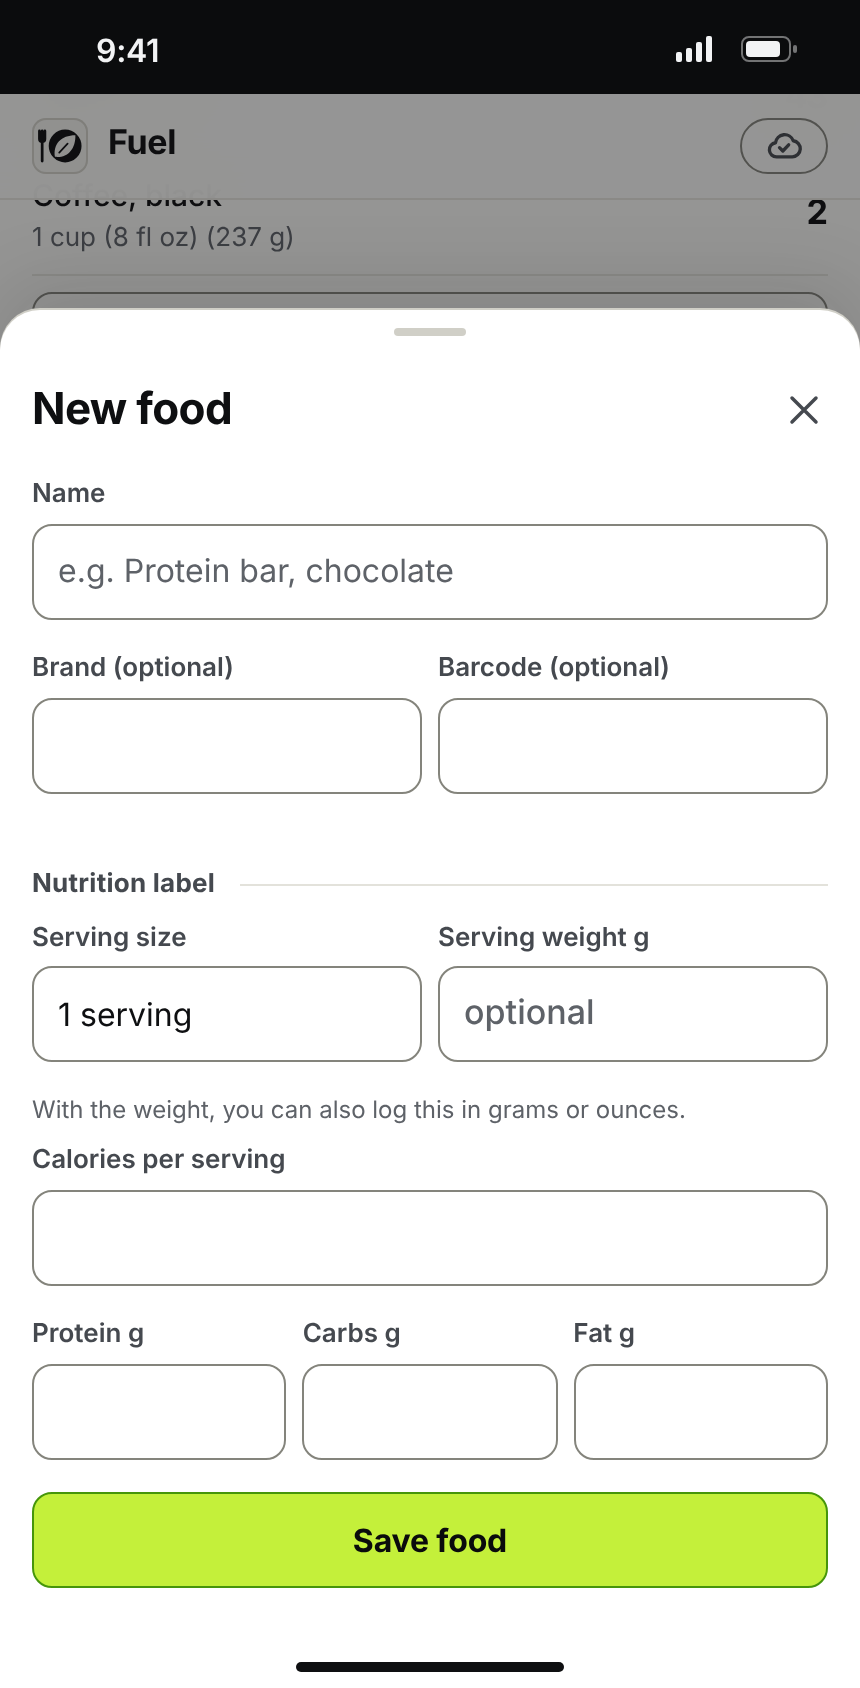 9:41
Fuel
Coffee, black
2
1 cup (8 fl oz) (237 g)
New food
Name
e.g. Protein bar, chocolate
Brand (optional)
Barcode (optional)
Nutrition label
Serving size
Serving weight g
1 serving
optional
With the weight, you can also log this in grams or ounces.
Calories per serving
Protein g
Carbs g
Fat g
Save food